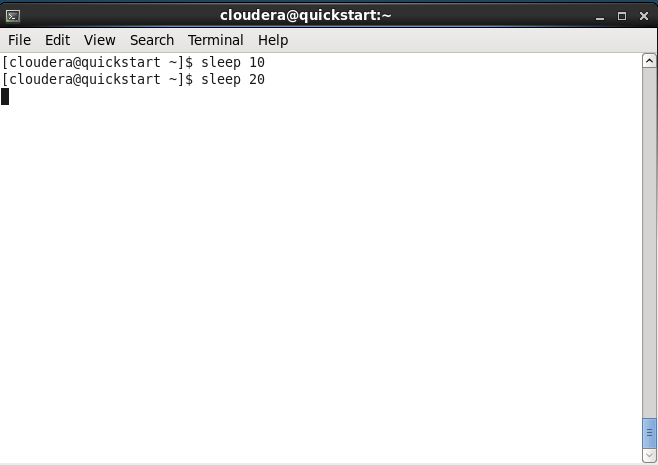 cloudera@quickstart:~
File Edit View Search Terminal Help
[cloudera@quickstart ~]$ sleep 10
[cloudera@quickstart ~]$ sleep 20